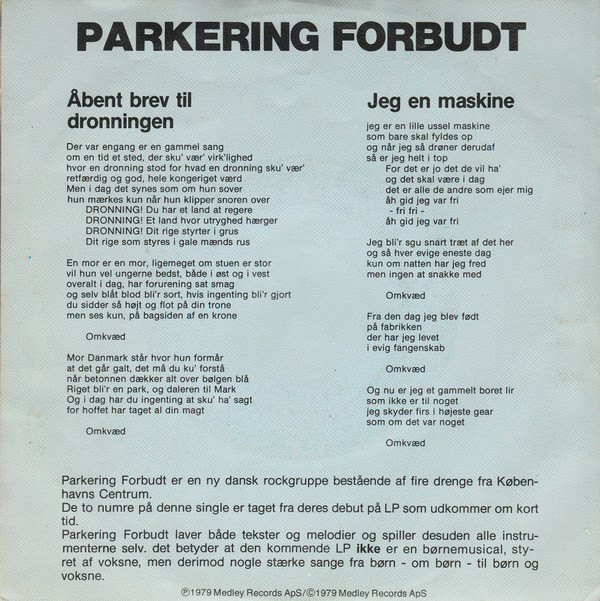 PARKERING FORBUDT
Åbent brev til
dronningen
Der var engang er en gammel sang
om en tid et sted, der sku' vær' virk'lighed
hvor en dronning stod for hvad en dronning sku' vær'
retfærdig og god, hele kongeriget værd
Men i dag det synes som om hun sover
hun mærkes kun når hun klipper snoren over
DRONNING! Du har et land at regere
DRONNING! Et land hvor utryghed hærger
DRONNING! Dit rige styrter i grus
Dit rige som styres i gale mænds rus
En mor er en mor, ligemeget om stuen er stor
vil hun vel ungerne bedst, både i øst og i vest
overalt i dag, har forurening sat smag
og selv blåt blod bli'r sort, hvis ingenting bli'r gjort
du sidder så højt og flot på din trone
men ses kun, på bagsiden af en krone
Omkvæd
Mor Danmark står hvor hun formår
at det går galt, det må du ku' forstå
når betonnen dækker alt over bølgen blå
Riget bli'r en park, og daleren til Mark
Og i dag har du ingenting at sku' ha' sagt
for hoffet har taget al din magt
Omkvæd
Jeg en maskine
jeg er en lille ussel maskine
som bare skal fyldes op
og når jeg så drøner derudaf
så er jeg helt i top
For det er jo det de vil ha'
og det skal være i dag
det er alle de andre som ejer mig
åh gid jeg var fri
- fri fri -
åh gid jeg var fri
Jeg bli'r sgu snart træt af det her
og så hver evige eneste dag
kun om natten har jeg fred
men ingen at snakke med
Omkvæd
Fra den dag jeg blev født
på fabrikken
der har jeg levet
i evig fangenskab
Omkvæd
Og nu er jeg et gammelt boret lir
som ikke er til noget
jeg skyder firs i højeste gear
som om det var noget
Omkvæd
Parkering Forbudt er en ny dansk rockgruppe bestående af fire drenge fra Køben-
havns Centrum.
De to numre på denne single er taget fra deres debut på LP som udkommer om kort
tid.
Parkering Forbudt laver både tekster og melodier og spiller desuden alle instru-
menterne selv. det betyder at den kommende LP ikke er en børnemusical, sty-
ret af voksne, men derimod nogle stærke sange fra børn - om børn - til børn og
voksne.
Ⓟ1979 Medley Records ApS/©1979 Medley Records ApS